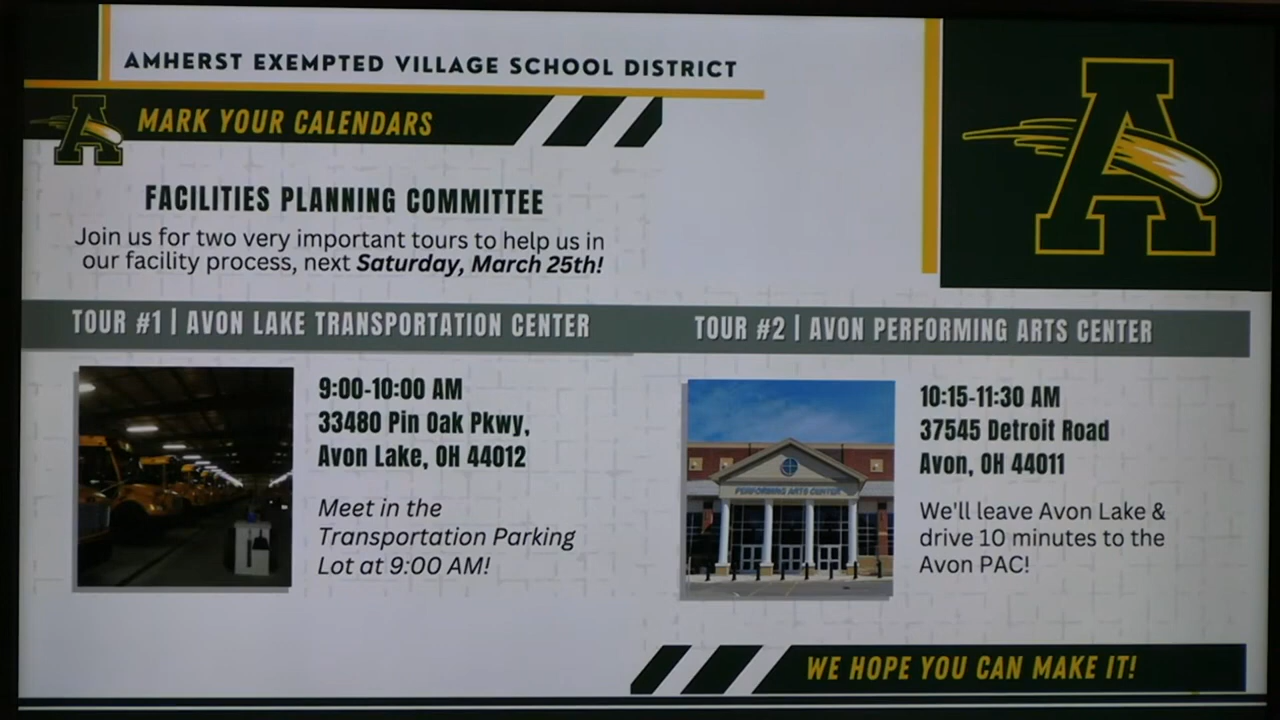 AMHERST EXEMPTED VILLAGE SCHOOL DISTRICT
A
MARK YOUR CALENDARS
A
FACILITIES PLANNING COMMITTEE
Join us for two very important tours to help us in
our facility process, next Saturday, March 25th!
TOUR #1 | AVON LAKE TRANSPORTATION CENTER
9:00-10:00 AM
33480 Pin Oak Pkwy,
Avon Lake, OH 44012
Meet in the
Transportation Parking
Lot at 9:00 AM!
TOUR #2 | AVON PERFORMING ARTS CENTER
PERFORMING ARTS CENTER
10:15-11:30 AM
37545 Detroit Road
Avon, OH 44011
We'll leave Avon Lake &
drive 10 minutes to the
Avon PAC!
WE HOPE YOU CAN MAKE IT!